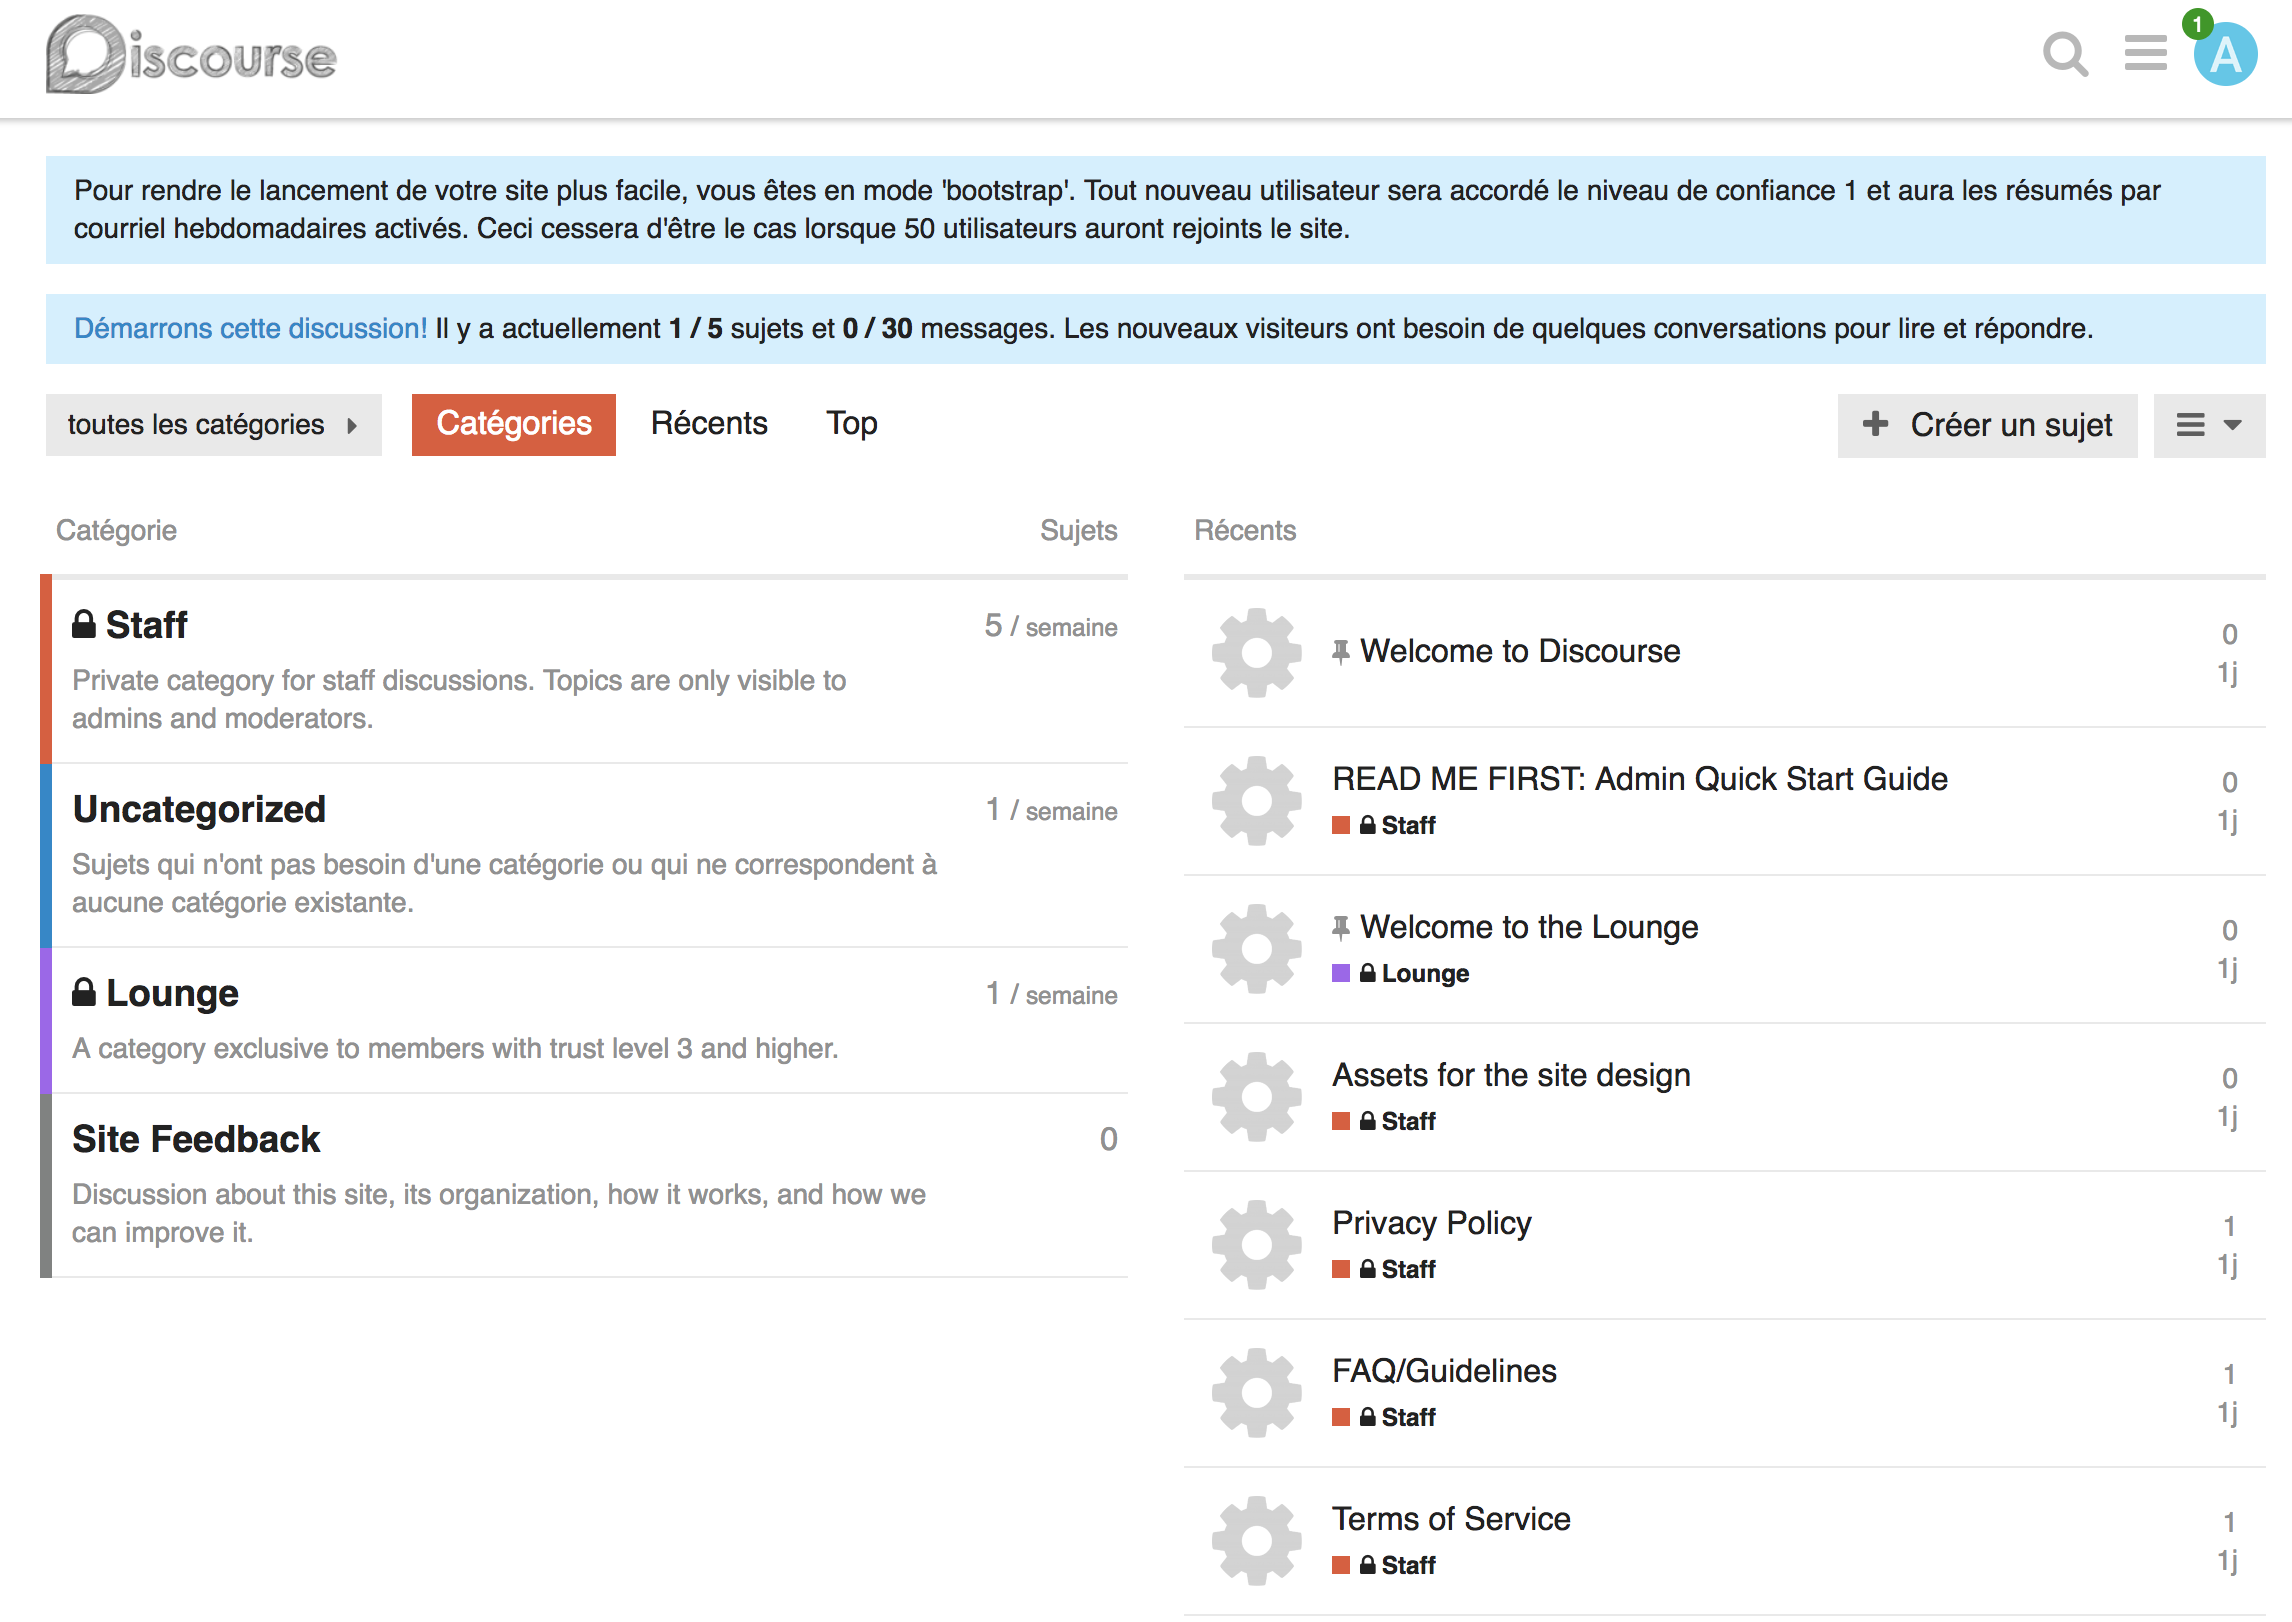 Discourse
1
A
Pour rendre le lancement de votre site plus facile, vous êtes en mode 'bootstrap'. Tout nouveau utilisateur sera accordé le niveau de confiance 1 et aura les résumés par
courriel hebdomadaires activés. Ceci cessera d'être le cas lorsque 50 utilisateurs auront rejoints le site.
Démarrons cette discussion! Il y a actuellement 1 / 5 sujets et 0 / 30 messages. Les nouveaux visiteurs ont besoin de quelques conversations pour lire et répondre.
toutes les catégories Catégories Récents Top Créer un sujet
Catégorie Sujets
Staff 5 / semaine
Private category for staff discussions. Topics are only visible to
admins and moderators.
Uncategorized 1 / semaine
Sujets qui n'ont pas besoin d'une catégorie ou qui ne correspondent à
aucune catégorie existante.
Lounge 1 / semaine
A category exclusive to members with trust level 3 and higher.
Site Feedback 0
Discussion about this site, its organization, how it works, and how we
can improve it.
Récents
Welcome to Discourse 0
1j
READ ME FIRST: Admin Quick Start Guide 0
Staff 1j
Welcome to the Lounge 0
Lounge 1j
Assets for the site design 0
Staff 1j
Privacy Policy 1
Staff 1j
FAQ/Guidelines 1
Staff 1j
Terms of Service 1
Staff 1j